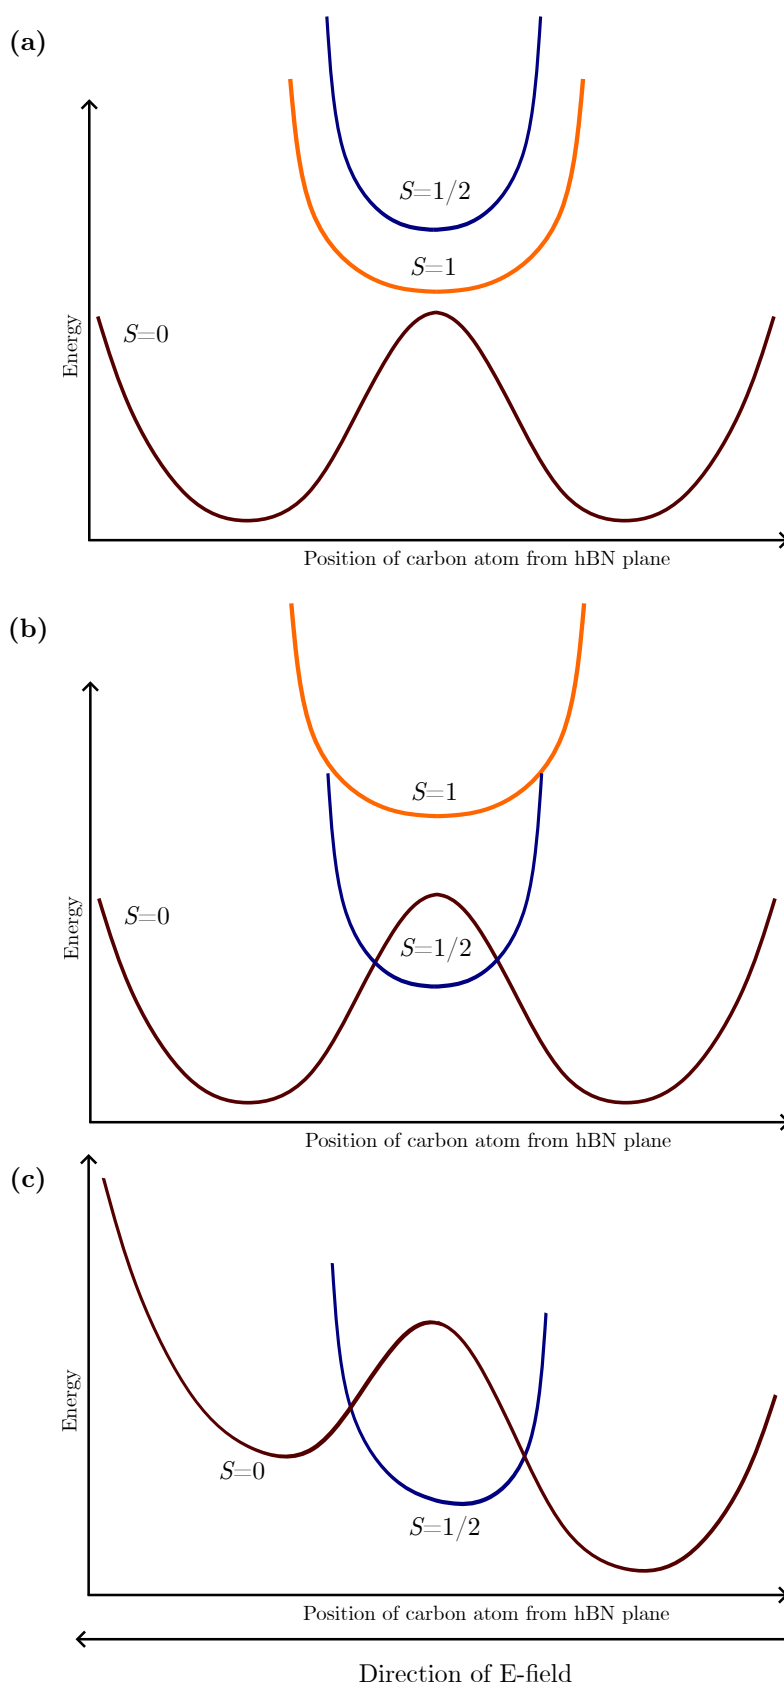 (a)
S=1/2
S=1
S=0
Energy
Position of carbon atom from hBN plane
(b)
S=1
S=0
S=1/2
Energy
Position of carbon atom from hBN plane
(c)
Energy
S=0
S=1/2
Position of carbon atom from hBN plane
Direction of E-field